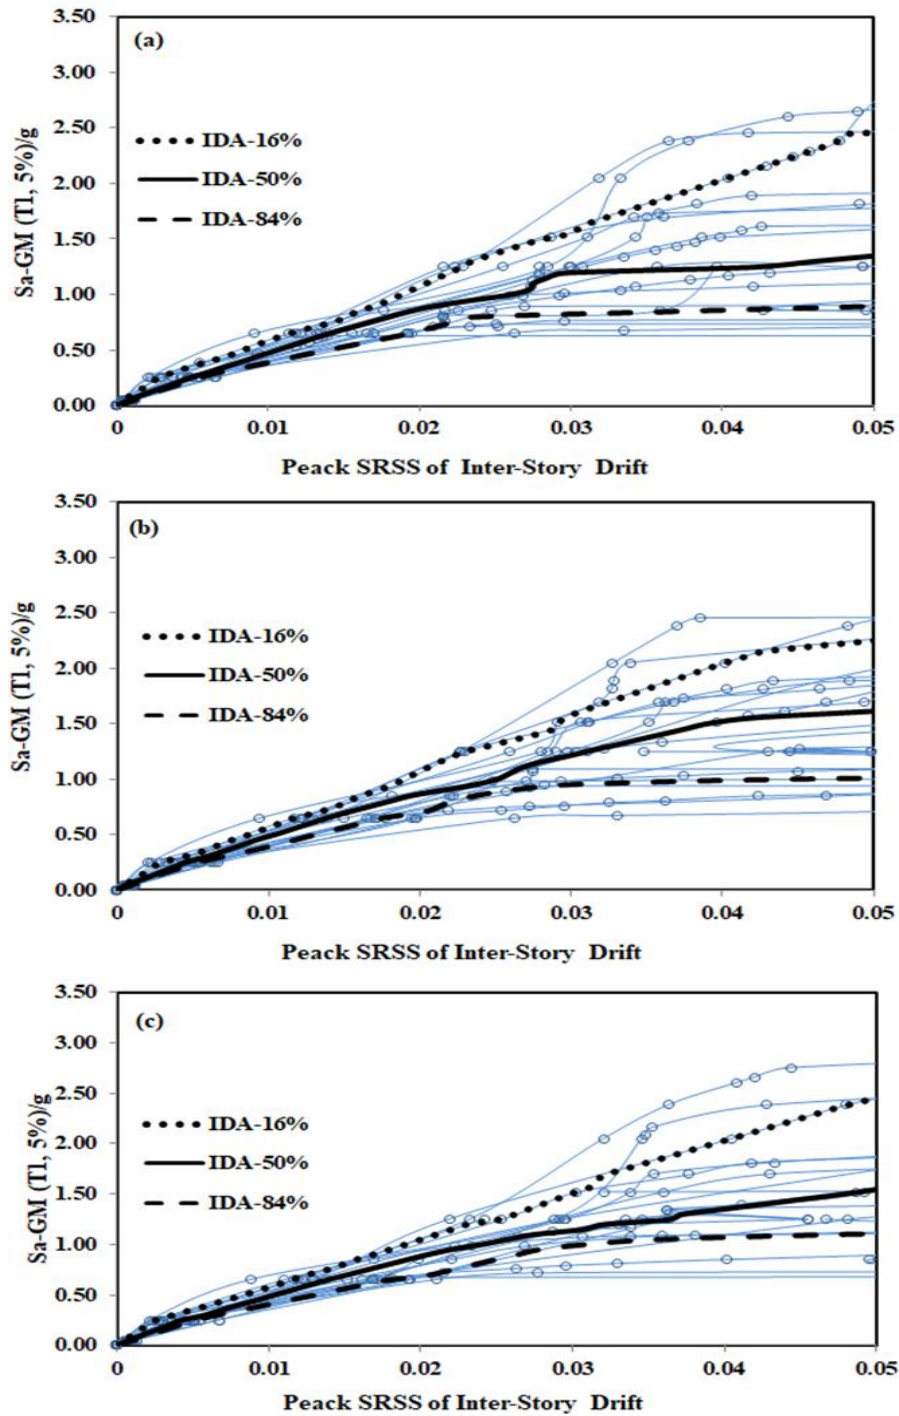 3.50
(a)
3.00
2.50
IDA-16%
2.00
IDA-50%
IDA-84%
1.50
1.00
0.50
0.00
Sa-GM (T1, 5%)/g
0 0.01 0.02 0.03 0.04 0.05
Peack SRSS of Inter-Story Drift
3.50
(b)
3.00
2.50
IDA-16%
2.00
IDA-50%
IDA-84%
1.50
1.00
0.50
0.00
Sa-GM (T1, 5%)/g
0 0.01 0.02 0.03 0.04 0.05
Peack SRSS of Inter-Story Drift
3.50
(c)
3.00
2.50
IDA-16%
2.00
IDA-50%
IDA-84%
1.50
1.00
0.50
0.00
Sa-GM (T1, 5%)/g
0 0.01 0.02 0.03 0.04 0.05
Peack SRSS of Inter-Story Drift